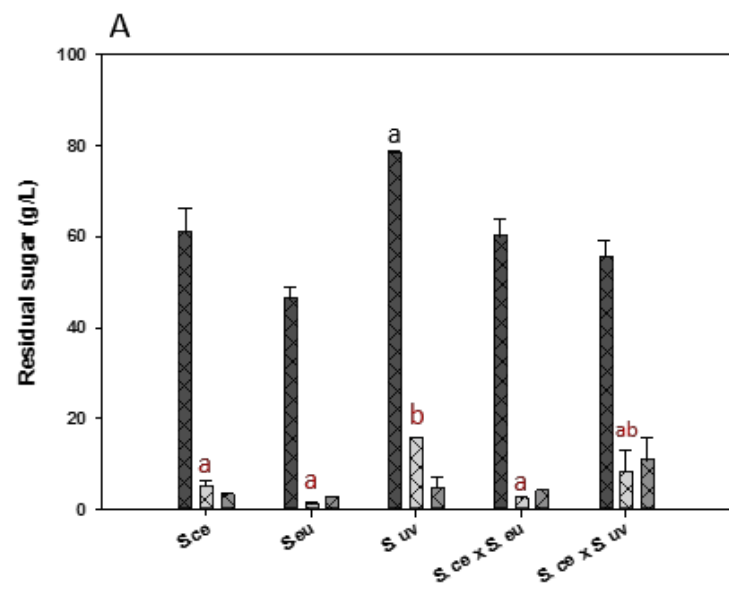 A
Residual sugar (g/L)
100
80
60
40
20
0
a
a
a
b
a
ab
S.ce
S.eu
S. uv
S. ce x S. eu
S. ce x S. uv